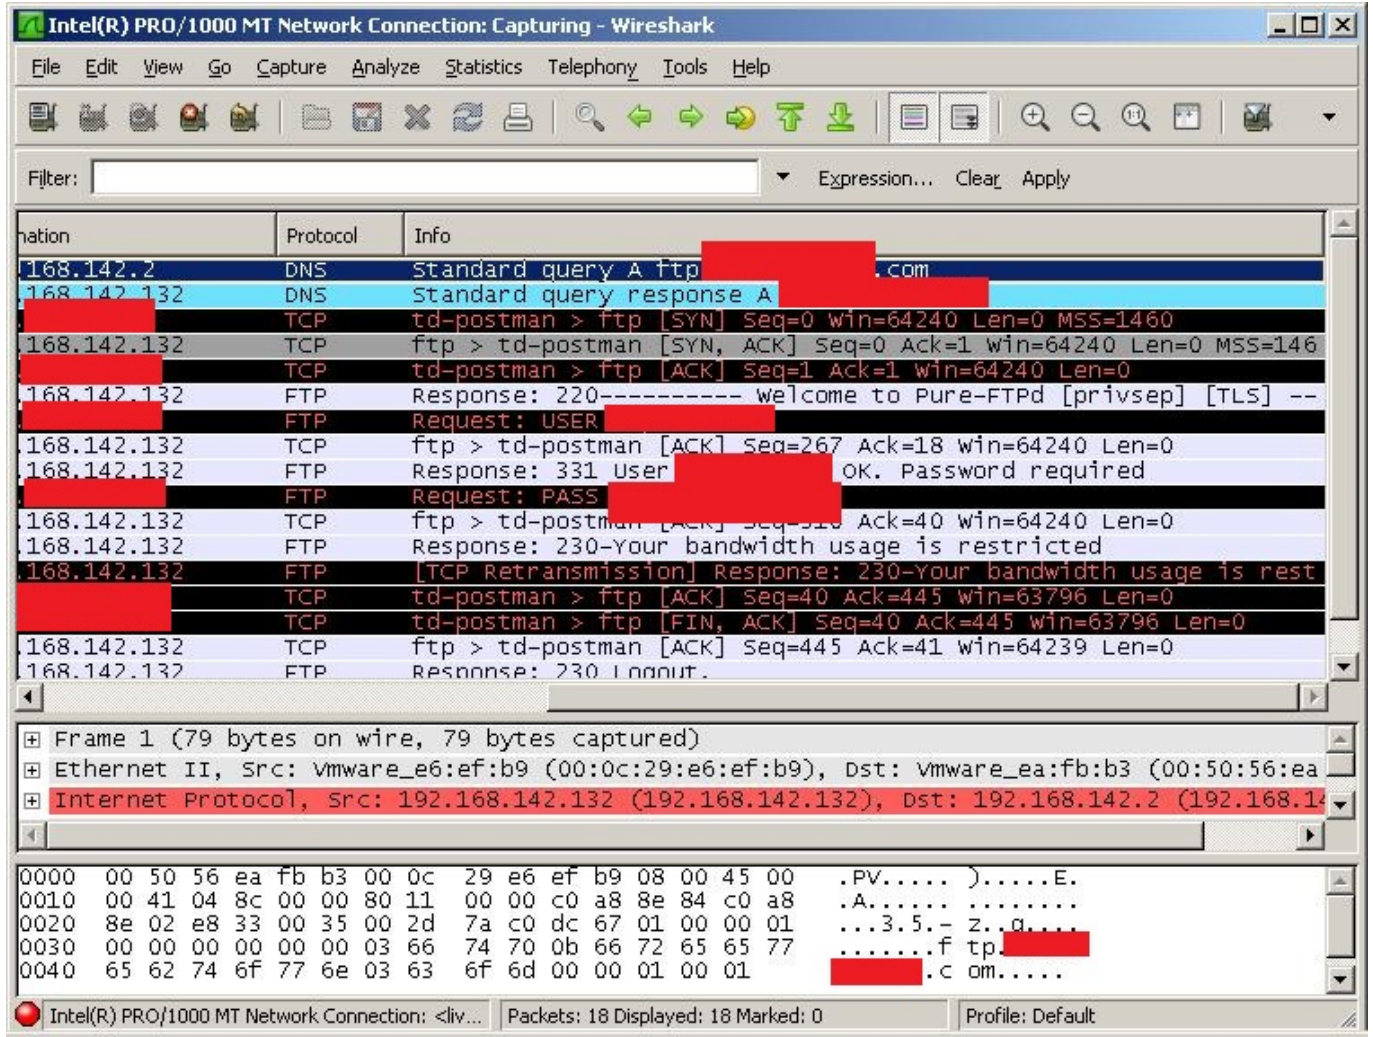 Intel(R) PRO/1000 MT Network Connection: Capturing - Wireshark
File Edit View Go Capture Analyze Statistics Telephony Tools Help
Filter: Expression... Clear Apply
nation Protocol Info
.168.142.2 DNS Standard query A ftp .com
.168.142.132 DNS Standard query response A
TCP td-postman > ftp [SYN] Seq=0 Win=64240 Len=0 MSS=1460
.168.142.132 TCP ftp > td-postman [SYN, ACK] Seq=0 Ack=1 Win=64240 Len=0 MSS=146
TCP td-postman > ftp [ACK] Seq=1 Ack=1 Win=64240 Len=0
.168.142.132 FTP Response: 220---------- Welcome to Pure-FTPd [privsep] [TLS] --
FTP Request: USER
.168.142.132 TCP ftp > td-postman [ACK] Seq=267 Ack=18 Win=64240 Len=0
.168.142.132 FTP Response: 331 User OK. Password required
FTP Request: PASS
.168.142.132 TCP ftp > td-postman [ACK] Ack=40 Win=64240 Len=0
.168.142.132 FTP Response: 230-Your bandwidth usage is restricted
.168.142.132 FTP [TCP Retransmission] Response: 230-Your bandwidth usage is rest
TCP td-postman > ftp [ACK] Seq=40 Ack=445 Win=63796 Len=0
TCP td-postman > ftp [FIN, ACK] Seq=40 Ack=445 Win=63796 Len=0
.168.142.132 TCP ftp > td-postman [ACK] Seq=445 Ack=41 Win=64239 Len=0
.168.142.132 FTP Response: 230 Logout.
Frame 1 (79 bytes on wire, 79 bytes captured)
Ethernet II, Src: Vmware_e6:ef:b9 (00:0c:29:e6:ef:b9), Dst: Vmware_ea:fb:b3 (00:50:56:ea
Internet Protocol, Src: 192.168.142.132 (192.168.142.132), Dst: 192.168.142.2 (192.168.14
0000 00 50 56 ea fb b3 00 0c 29 e6 ef b9 08 00 45 00 .PV..... ).....E.
0010 00 41 04 8c 00 00 80 11 00 00 c0 a8 8e 84 c0 a8 .A...... ........
0020 8e 02 e8 33 00 35 00 2d 7a c0 dc 67 01 00 00 01 ...3.5.- z..g....
0030 00 00 00 00 00 00 03 66 74 70 0b 66 72 65 65 77 .......f tp.
0040 65 62 74 6f 77 6e 03 63 6f 6d 00 00 01 00 01 .c om.....
Intel(R) PRO/1000 MT Network Connection: <liv... Packets: 18 Displayed: 18 Marked: 0 Profile: Default